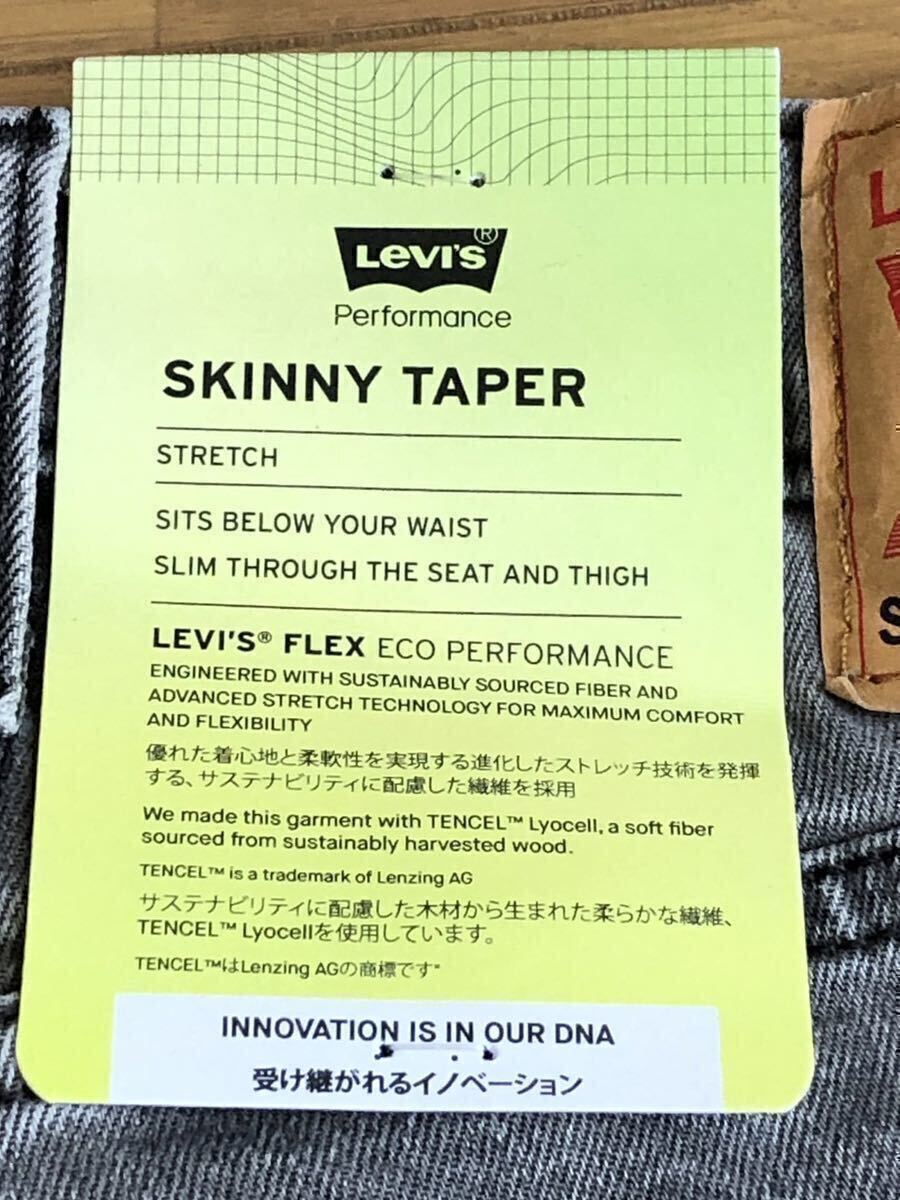 LEVI'S®
Performance
SKINNY TAPER
STRETCH
SITS BELOW YOUR WAIST
SLIM THROUGH THE SEAT AND THIGH
LEVI'S® FLEX ECO PERFORMANCE
ENGINEERED WITH SUSTAINABLY SOURCED FIBER AND
ADVANCED STRETCH TECHNOLOGY FOR MAXIMUM COMFORT
AND FLEXIBILITY
優れた着心地と柔軟性を実現する進化したストレッチ技術を発揮
する、サステナビリティに配慮した繊維を採用
We made this garment with TENCEL™ Lyocell, a soft fiber
sourced from sustainably harvested wood.
TENCEL™ is a trademark of Lenzing AG
サステナビリティに配慮した木材から生まれた柔らかな繊維、
TENCEL™ Lyocellを使用しています。
TENCEL™はLenzing AGの商標です"
INNOVATION IS IN OUR DNA
受け継がれるイノベーション
L
S